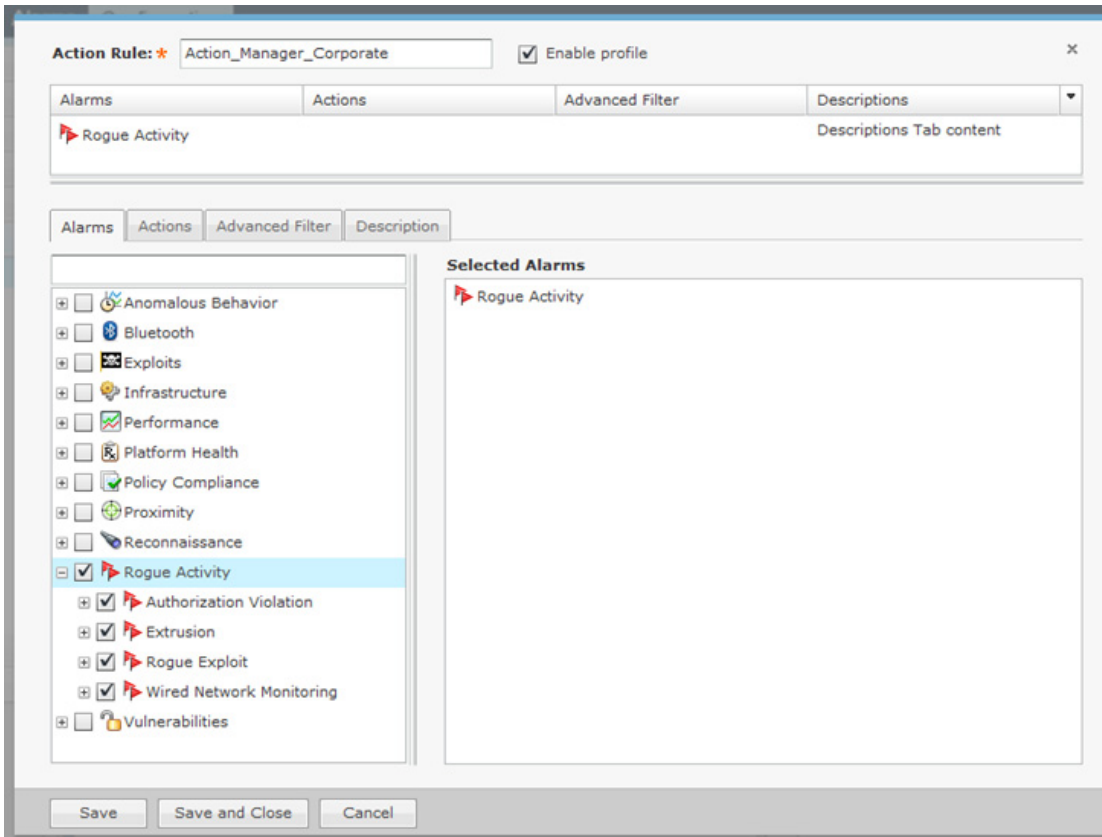 Action Rule: * Action_Manager_Corporate Enable profile ×
Alarms Actions Advanced Filter Descriptions
Rogue Activity Descriptions Tab content
Alarms Actions Advanced Filter Description
Selected Alarms
Rogue Activity
Anomalous Behavior
Bluetooth
Exploits
Infrastructure
Performance
Platform Health
Policy Compliance
Proximity
Reconnaissance
Rogue Activity
Authorization Violation
Extrusion
Rogue Exploit
Wired Network Monitoring
Vulnerabilities
Save Save and Close Cancel